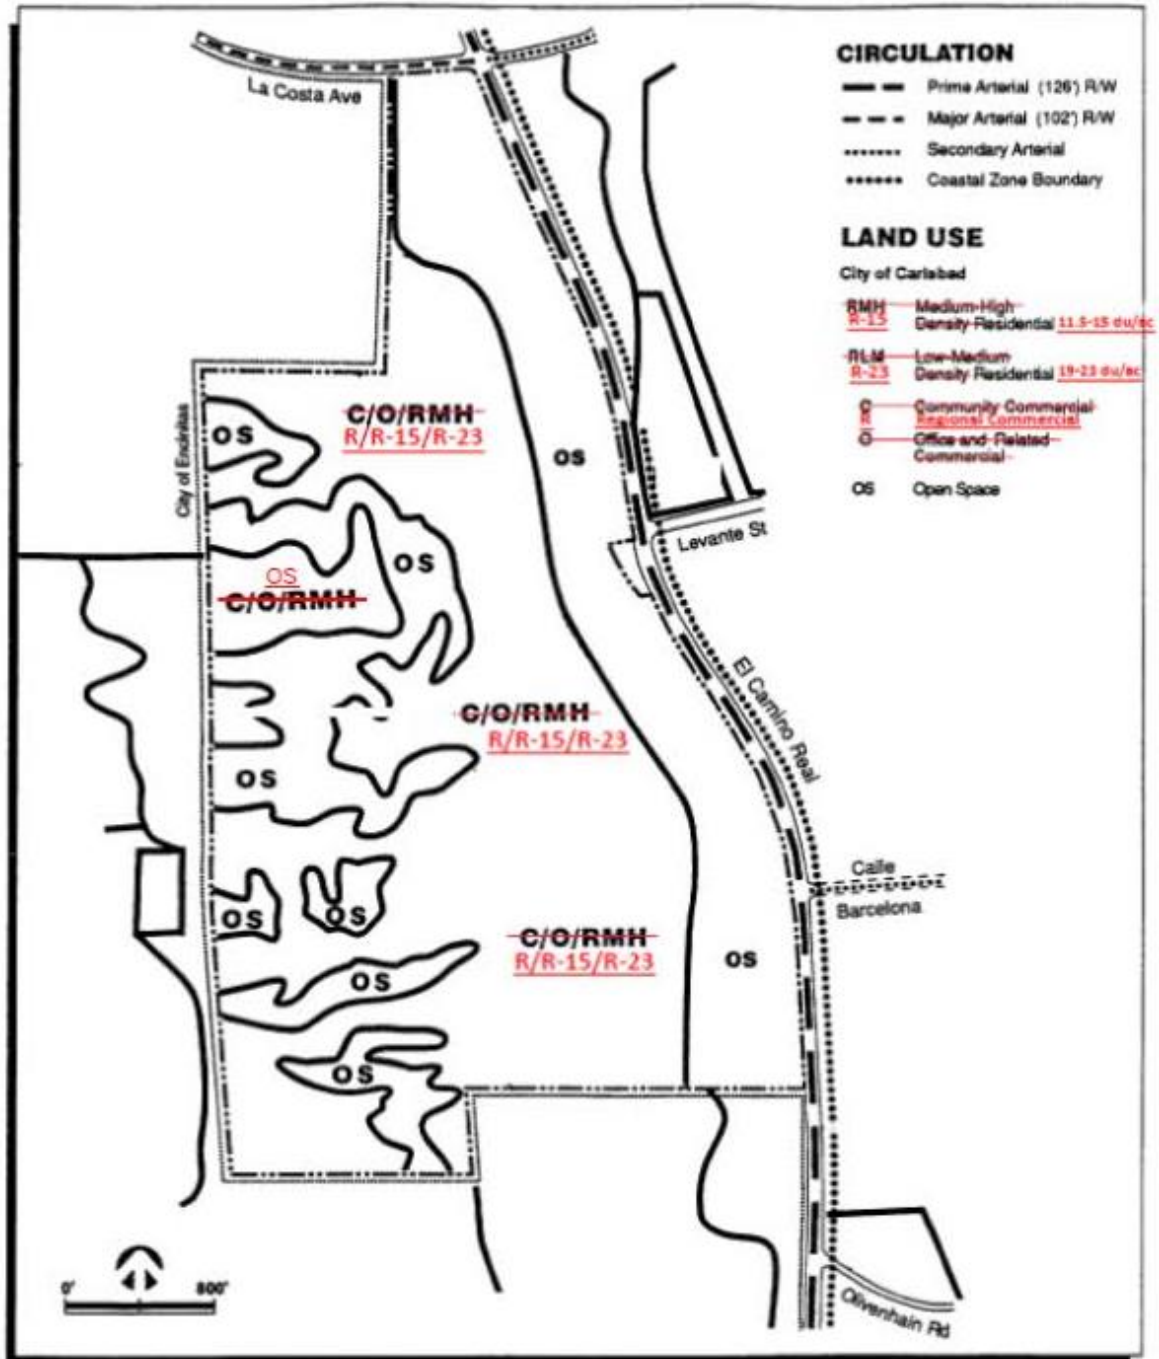 La Costa Ave
CIRCULATION
Prime Arterial (126') R/W
Major Arterial (102') R/W
Secondary Arterial
Coastal Zone Boundary
LAND USE
City of Carlsbad
RMH Medium-High
R-15 Density Residential 11.5-15 du/ac
RLM Low-Medium
R-23 Density Residential 19-23 du/ac
C Community Commercial
R Regional Commercial
O Office and Related
Commercial
OS Open Space
City of Encinitas
C/O/RMH
R/R-15/R-23
OS
OS
Levante St
OS
OS
C/O/RMH
El Camino Real
C/O/RMH
R/R-15/R-23
OS
Calle
Barcelona
OS
OS
C/O/RMH
R/R-15/R-23
OS
OS
OS
0' 800'
Olivenhain Rd